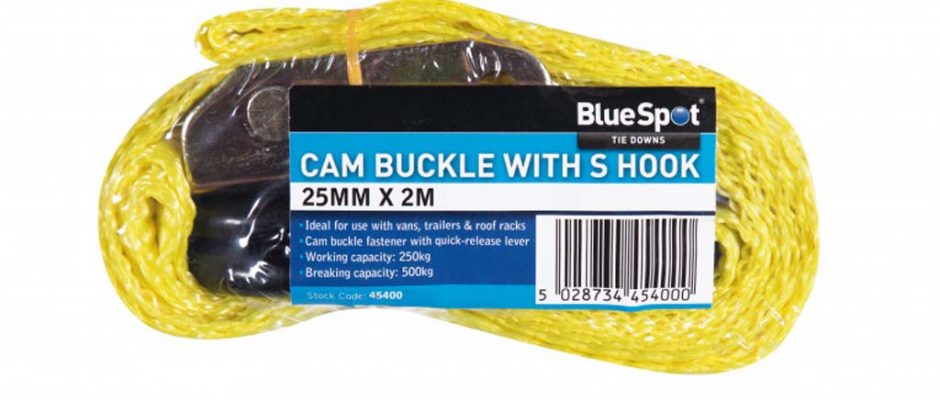 BlueSpot®
TIE DOWNS
CAM BUCKLE WITH S HOOK
25MM X 2M
• Ideal for use with vans, trailers & roof racks
• Cam buckle fastener with quick-release lever
• Working capacity: 250kg
• Breaking capacity: 500kg
Stock Code: 45400
5 028734 454000